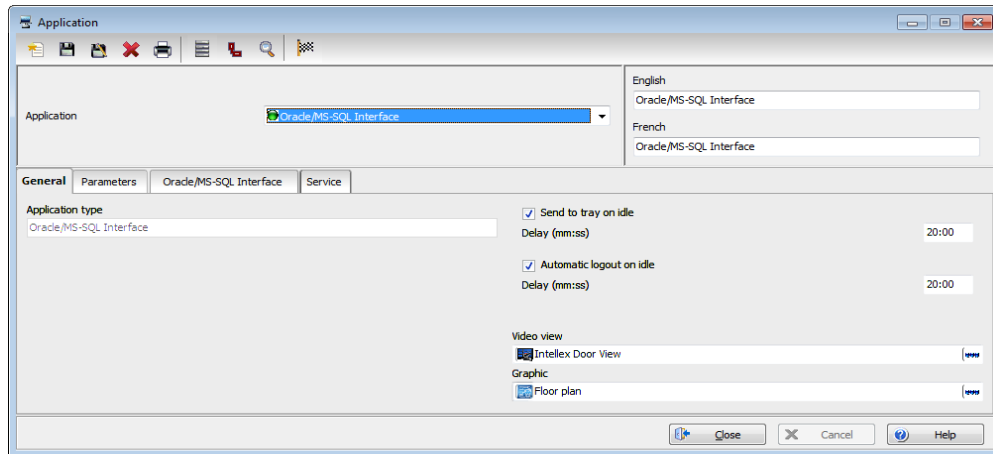 Application
English
Oracle/MS-SQL Interface
Application
Oracle/MS-SQL Interface
French
Oracle/MS-SQL Interface
General
Parameters
Oracle/MS-SQL Interface
Service
Application type
Oracle/MS-SQL Interface
Send to tray on idle
Delay (mm:ss)
20:00
Automatic logout on idle
Delay (mm:ss)
20:00
Video view
Intellex Door View
Graphic
Floor plan
Close
Cancel
Help